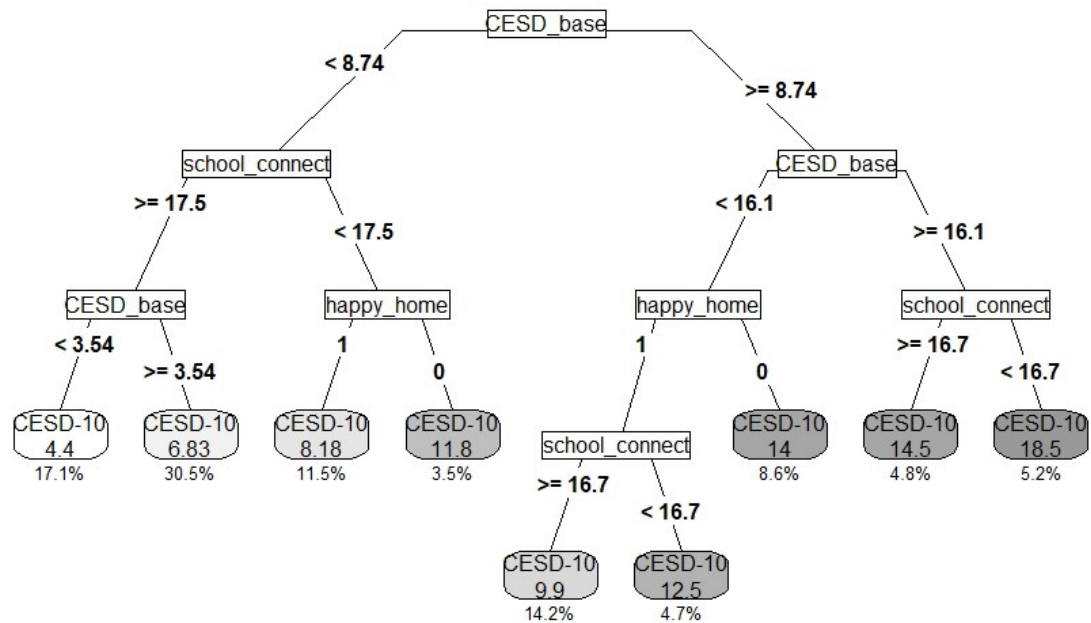 CESD_base
< 8.74
>= 8.74
school_connect
CESD_base
>= 17.5
< 17.5
< 16.1
>= 16.1
CESD_base
happy_home
happy_home
school_connect
< 3.54
>= 3.54
1
0
1
0
>= 16.7
< 16.7
CESD-10
4.4
17.1%
CESD-10
6.83
30.5%
CESD-10
8.18
11.5%
CESD-10
11.8
3.5%
school_connect
CESD-10
14
8.6%
CESD-10
14.5
4.8%
CESD-10
18.5
5.2%
>= 16.7
< 16.7
CESD-10
9.9
14.2%
CESD-10
12.5
4.7%